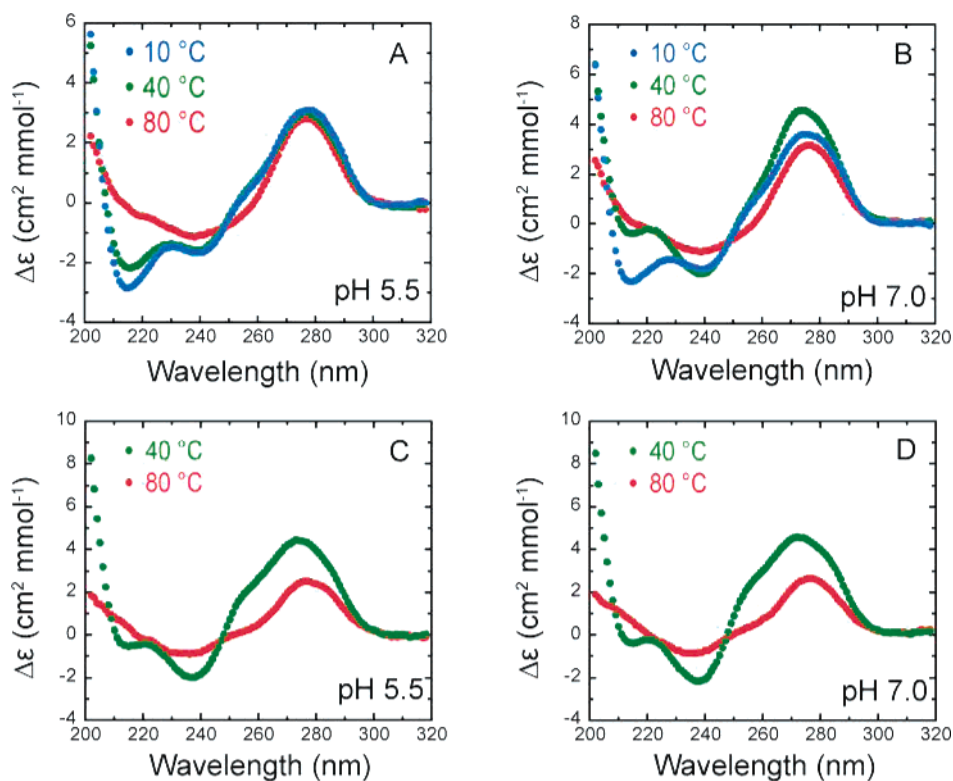 6
4
2
0
-2
-4
Δε (cm² mmol⁻¹)
• 10 °C
• 40 °C
• 80 °C
A
pH 5.5
200 220 240 260 280 300 320
Wavelength (nm)
8
6
4
2
0
-2
-4
Δε (cm² mmol⁻¹)
• 10 °C
• 40 °C
• 80 °C
B
pH 7.0
200 220 240 260 280 300 320
Wavelength (nm)
10
8
6
4
2
0
-2
-4
Δε (cm² mmol⁻¹)
• 40 °C
• 80 °C
C
pH 5.5
200 220 240 260 280 300 320
Wavelength (nm)
10
8
6
4
2
0
-2
-4
Δε (cm² mmol⁻¹)
• 40 °C
• 80 °C
D
pH 7.0
200 220 240 260 280 300 320
Wavelength (nm)